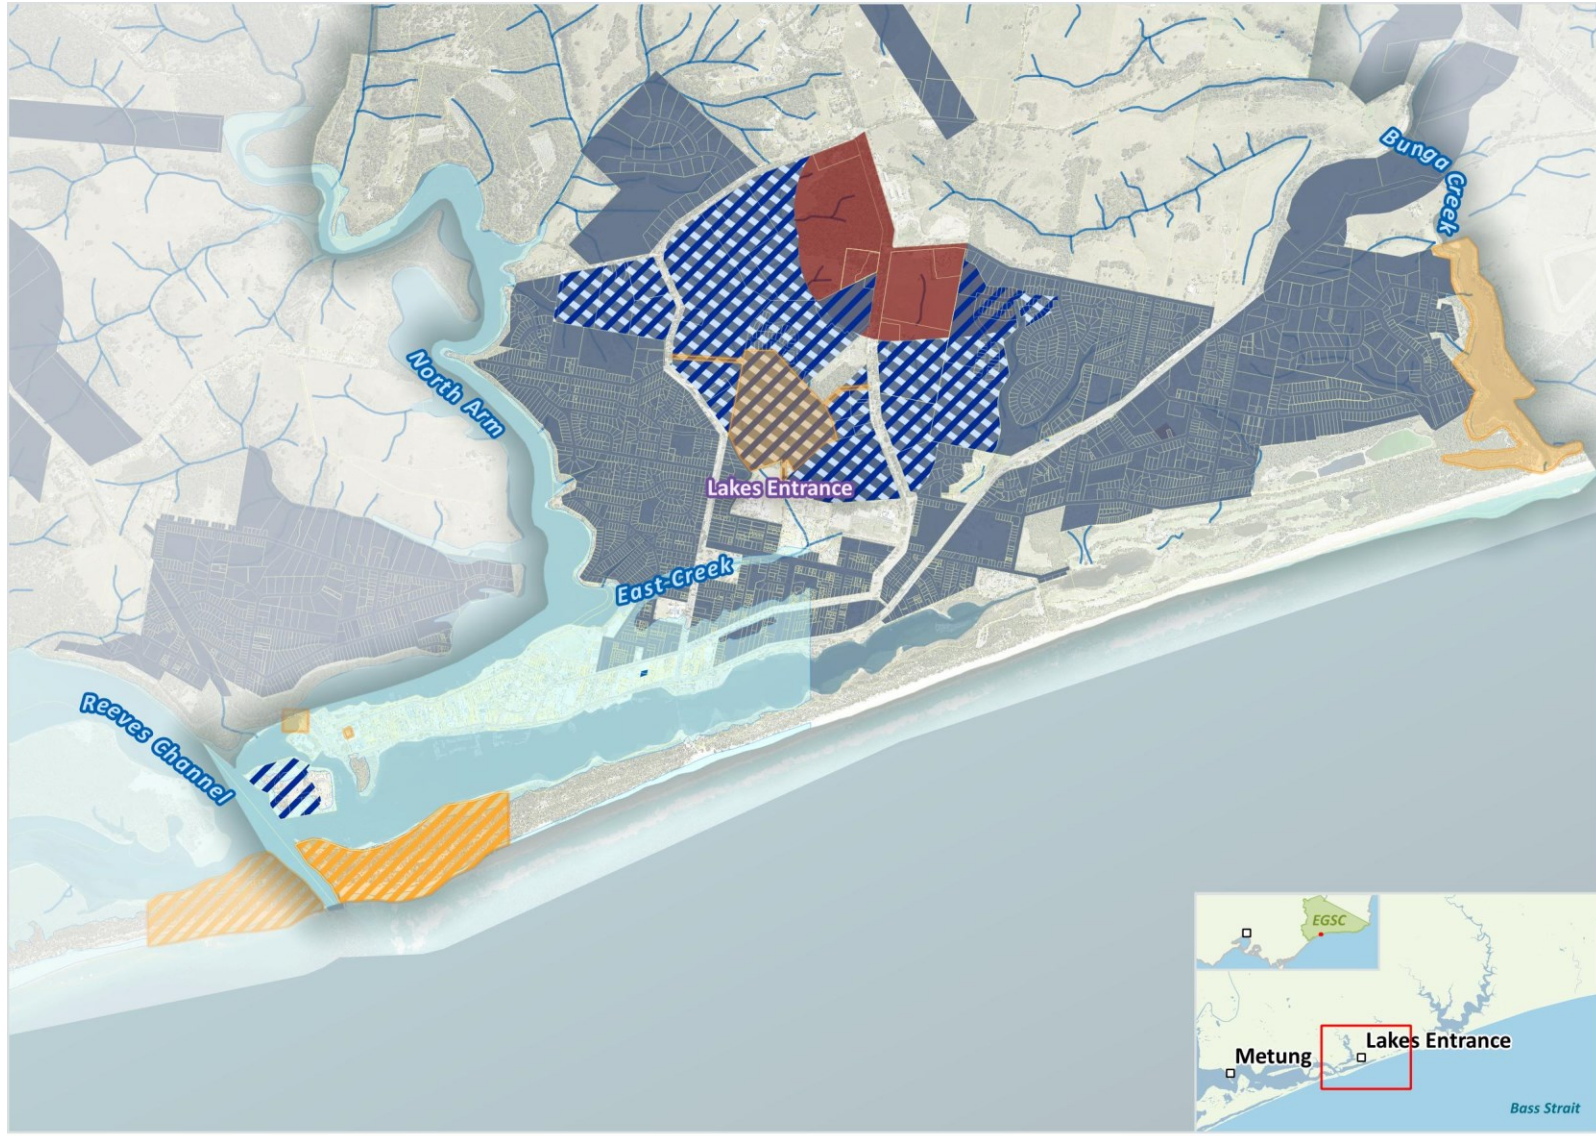 Bunga Creek
North Arm
Lakes Entrance
East-Creek
Reeves Channel
EGSC
Lakes Entrance
Metung
Bass Strait